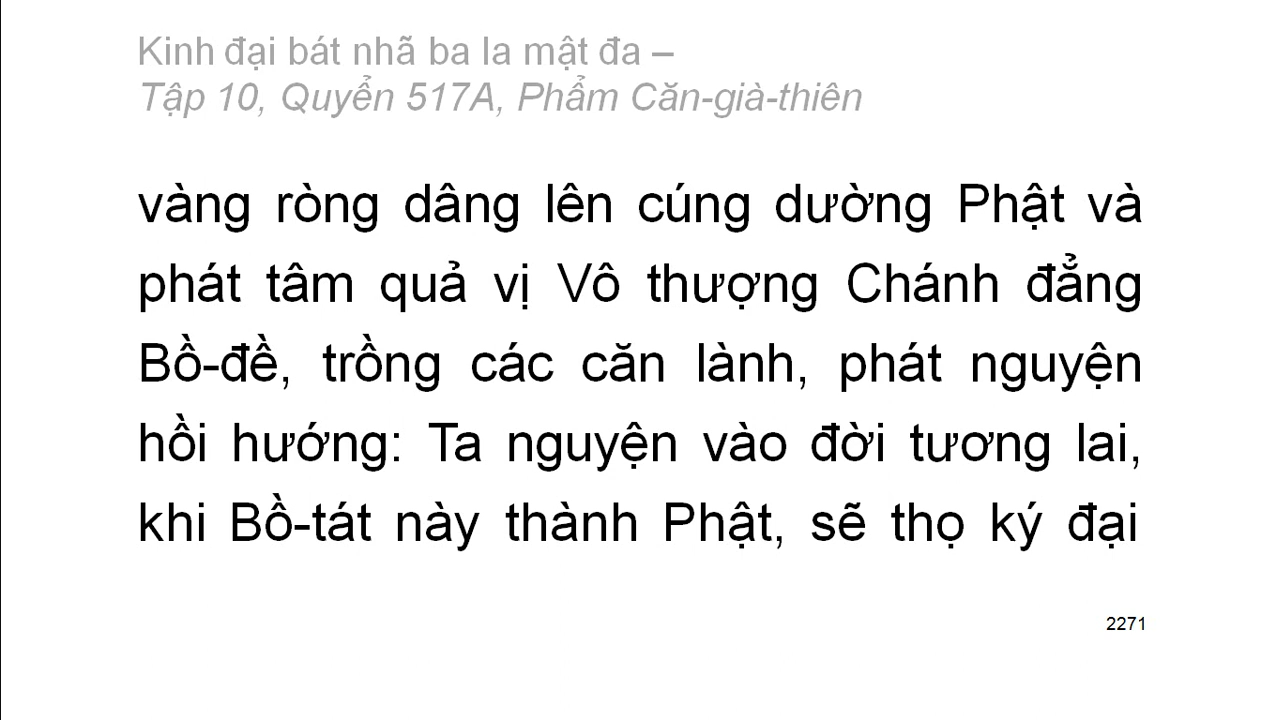 Kinh đại bát nhã ba la mật đa –
Tập 10, Quyển 517A, Phẩm Căn-già-thiên
vàng ròng dâng lên cúng dường Phật và
phát tâm quả vị Vô thượng Chánh đẳng
Bồ-đề, trồng các căn lành, phát nguyện
hồi hướng: Ta nguyện vào đời tương lai,
khi Bồ-tát này thành Phật, sẽ thọ ký đại
2271